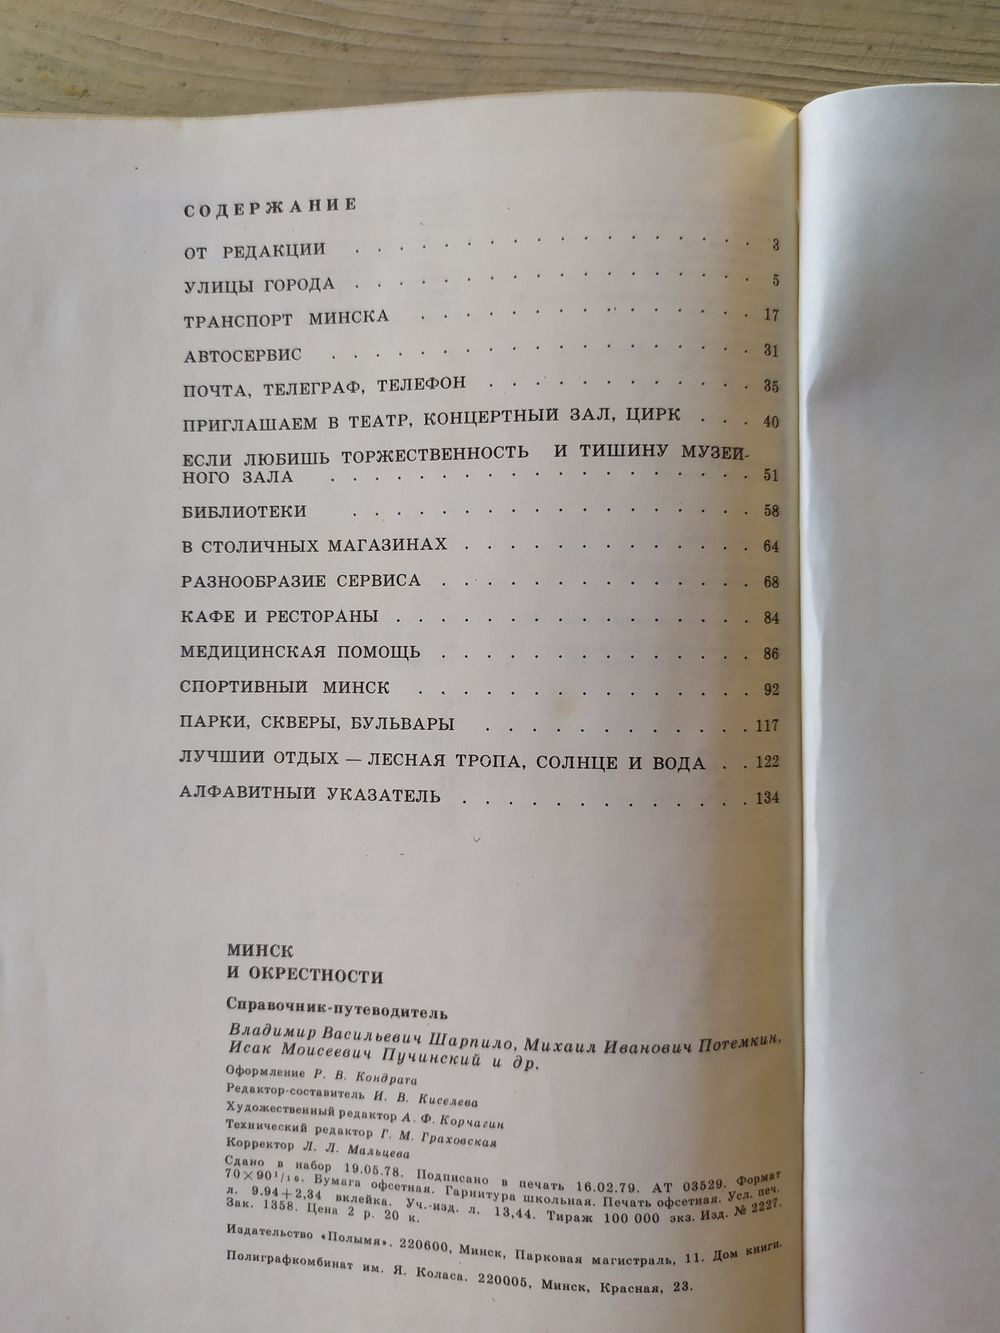 СОДЕРЖАНИЕ
ОТ РЕДАКЦИИ . . . . . . . . . . . . . . . . . . 3
УЛИЦЫ ГОРОДА . . . . . . . . . . . . . . . . . . 5
ТРАНСПОРТ МИНСКА . . . . . . . . . . . . . . . 17
АВТОСЕРВИС . . . . . . . . . . . . . . . . . . . 31
ПОЧТА, ТЕЛЕГРАФ, ТЕЛЕФОН . . . . . . . . . . . . 35
ПРИГЛАШАЕМ В ТЕАТР, КОНЦЕРТНЫЙ ЗАЛ, ЦИРК . . . 40
ЕСЛИ ЛЮБИШЬ ТОРЖЕСТВЕННОСТЬ И ТИШИНУ МУЗЕЙ-
НОГО ЗАЛА . . . . . . . . . . . . . . . . . . . 51
БИБЛИОТЕКИ . . . . . . . . . . . . . . . . . . 58
В СТОЛИЧНЫХ МАГАЗИНАХ . . . . . . . . . . . . . 64
РАЗНООБРАЗИЕ СЕРВИСА . . . . . . . . . . . . . . 68
КАФЕ И РЕСТОРАНЫ . . . . . . . . . . . . . . . . 84
МЕДИЦИНСКАЯ ПОМОЩЬ . . . . . . . . . . . . . . 86
СПОРТИВНЫЙ МИНСК . . . . . . . . . . . . . . . 92
ПАРКИ, СКВЕРЫ, БУЛЬВАРЫ . . . . . . . . . . . . 117
ЛУЧШИЙ ОТДЫХ — ЛЕСНАЯ ТРОПА, СОЛНЦЕ И ВОДА . . 122
АЛФАВИТНЫЙ УКАЗАТЕЛЬ . . . . . . . . . . . . . 134
МИНСК
И ОКРЕСТНОСТИ
Справочник-путеводитель
Владимир Васильевич Шарпило, Михаил Иванович Потемкин,
Исак Моисеевич Пучинский и др.
Оформление Р. В. Кондрата
Редактор-составитель И. В. Киселева
Художественный редактор А. Ф. Корчагин
Технический редактор Г. М. Граховская
Корректор Л. Л. Мальцева
Сдано в набор 19.05.78. Подписано в печать 16.02.79. АТ 03529. Формат
70×90¹/₁₆. Бумага офсетная. Гарнитура школьная. Печать офсетная. Усл. печ.
л. 9,94+2,34 вклейка. Уч.-изд. л. 13,44. Тираж 100 000 экз. Изд. № 2227.
Зак. 1358. Цена 2 р. 20 к.
Издательство «Полымя». 220600, Минск, Парковая магистраль, 11. Дом книги.
Полиграфкомбинат им. Я. Коласа. 220005, Минск, Красная, 23.